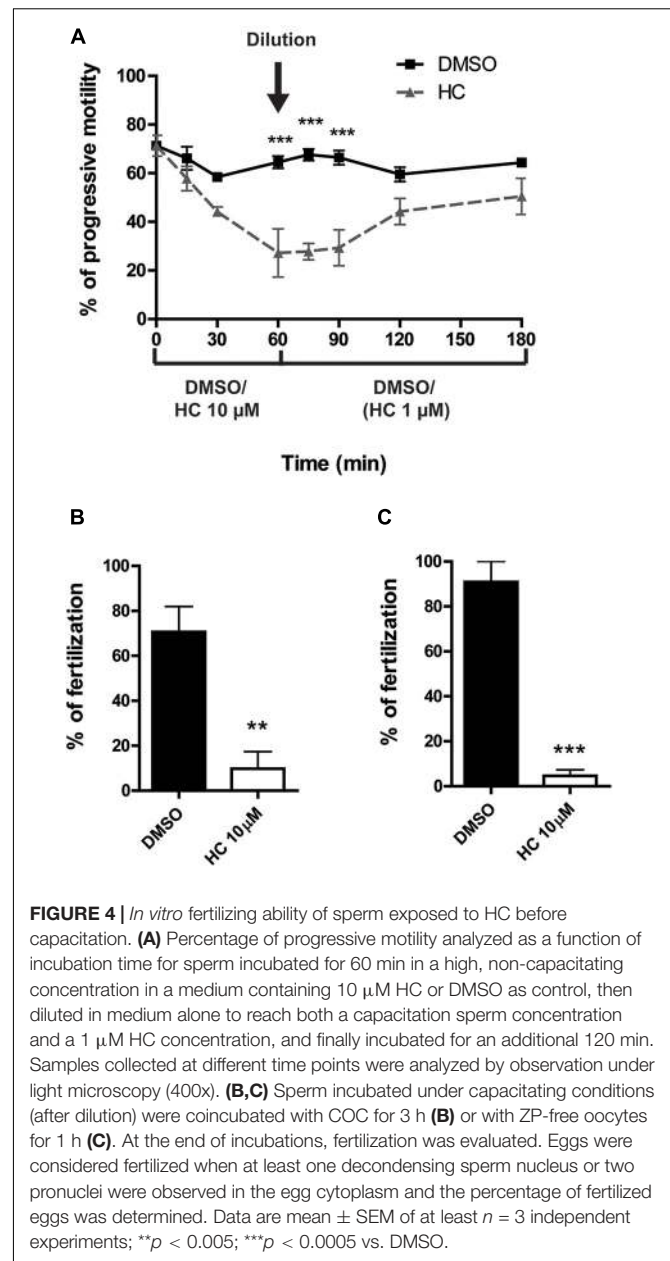 A
Dilution
DMSO
HC
% of progressive motility
100
80
60
40
20
0
***
***
***
0 30 60 90 120 150 180
DMSO/
HC 10 µM
DMSO/
(HC 1 µM)
Time (min)
B
% of fertilization
100
80
60
40
20
0
**
DMSO
HC 10µM
C
% of fertilization
100
80
60
40
20
0
***
DMSO
HC 10µM
FIGURE 4 | In vitro fertilizing ability of sperm exposed to HC before
capacitation. (A) Percentage of progressive motility analyzed as a function of
incubation time for sperm incubated for 60 min in a high, non-capacitating
concentration in a medium containing 10 µM HC or DMSO as control, then
diluted in medium alone to reach both a capacitation sperm concentration
and a 1 µM HC concentration, and finally incubated for an additional 120 min.
Samples collected at different time points were analyzed by observation under
light microscopy (400x). (B,C) Sperm incubated under capacitating conditions
(after dilution) were coincubated with COC for 3 h (B) or with ZP-free oocytes
for 1 h (C). At the end of incubations, fertilization was evaluated. Eggs were
considered fertilized when at least one decondensing sperm nucleus or two
pronuclei were observed in the egg cytoplasm and the percentage of fertilized
eggs was determined. Data are mean ± SEM of at least n = 3 independent
experiments; **p < 0.005; ***p < 0.0005 vs. DMSO.